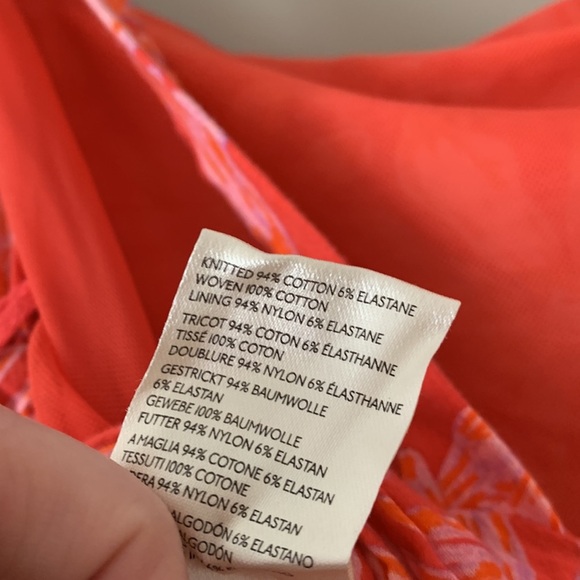 KNITTED 94% COTTON 6% ELASTANE
WOVEN 100% COTTON
LINING 94% NYLON 6% ELASTANE
TRICOT 94% COTON 6% ÉLASTHANNE
TISSÉ 100% COTON
DOUBLURE 94% NYLON 6% ÉLASTHANNE
GESTRICKT 94% BAUMWOLLE
6% ELASTAN
GEWEBE 100% BAUMWOLLE
FUTTER 94% NYLON 6% ELASTAN
A MAGLIA 94% COTONE 6% ELASTAN
TESSUTI 100% COTONE
94% NYLON 6% ELASTAN
ALGODÓN 6% ELASTANO
ALGODÓN